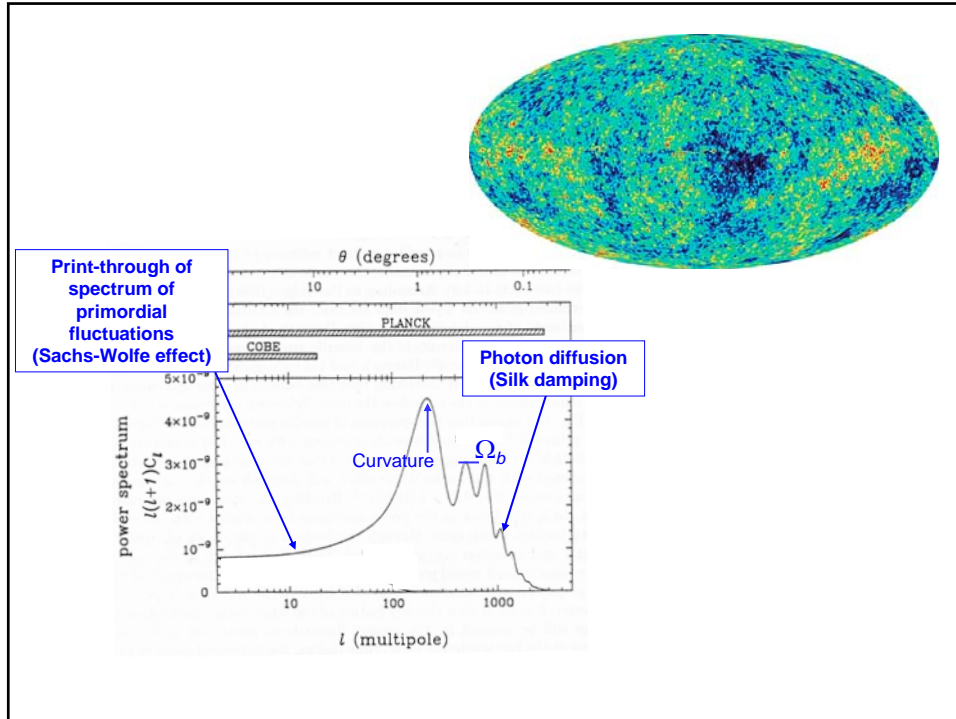 Print-through of
spectrum of
primordial
fluctuations
(Sachs-Wolfe effect)
θ (degrees)
10 1 0.1
PLANCK
COBE
Photon diffusion
(Silk damping)
5×10⁻⁹
4×10⁻⁹
3×10⁻⁹
2×10⁻⁹
10⁻⁹
0
power spectrum
l(l+1)C_l
Curvature
Ω_b
10 100 1000
l (multipole)